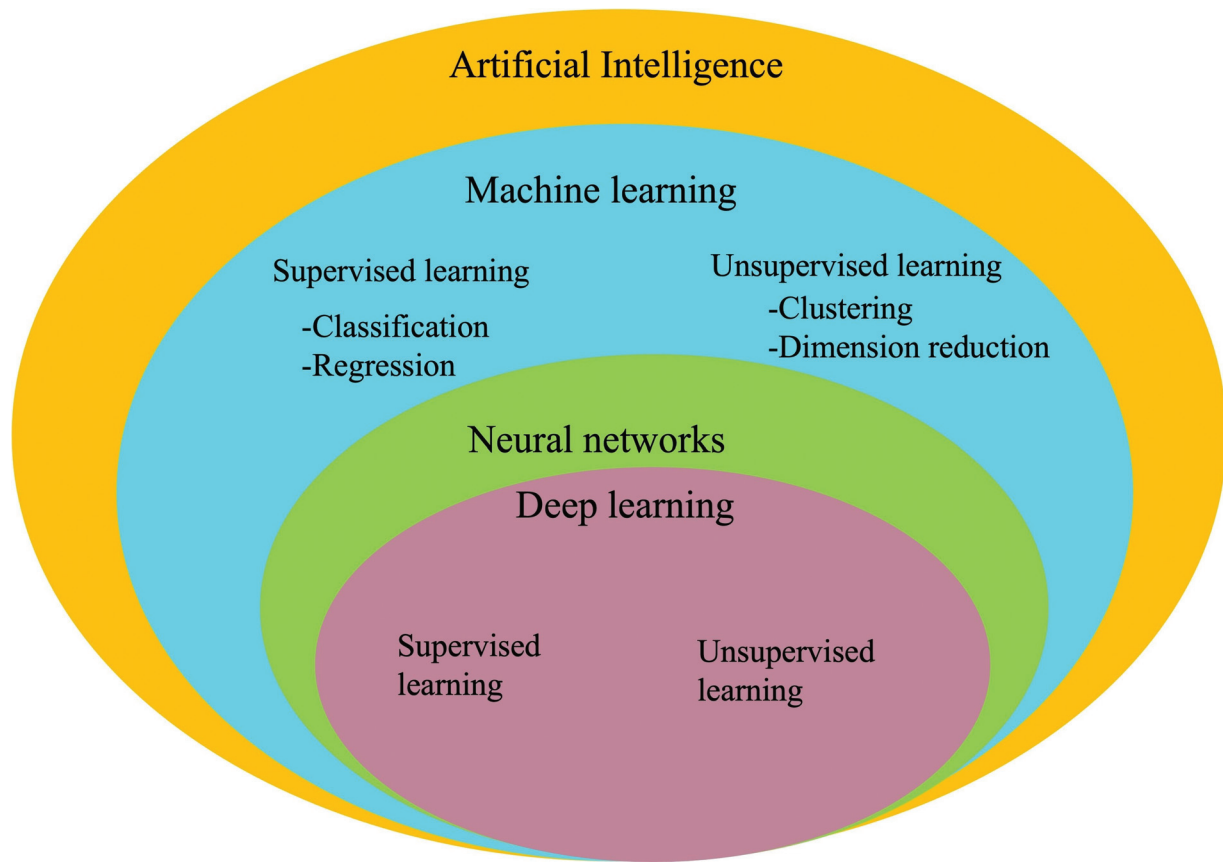 Artificial Intelligence
Machine learning
Supervised learning
-Classification
-Regression
Unsupervised learning
-Clustering
-Dimension reduction
Neural networks
Deep learning
Supervised
learning
Unsupervised
learning